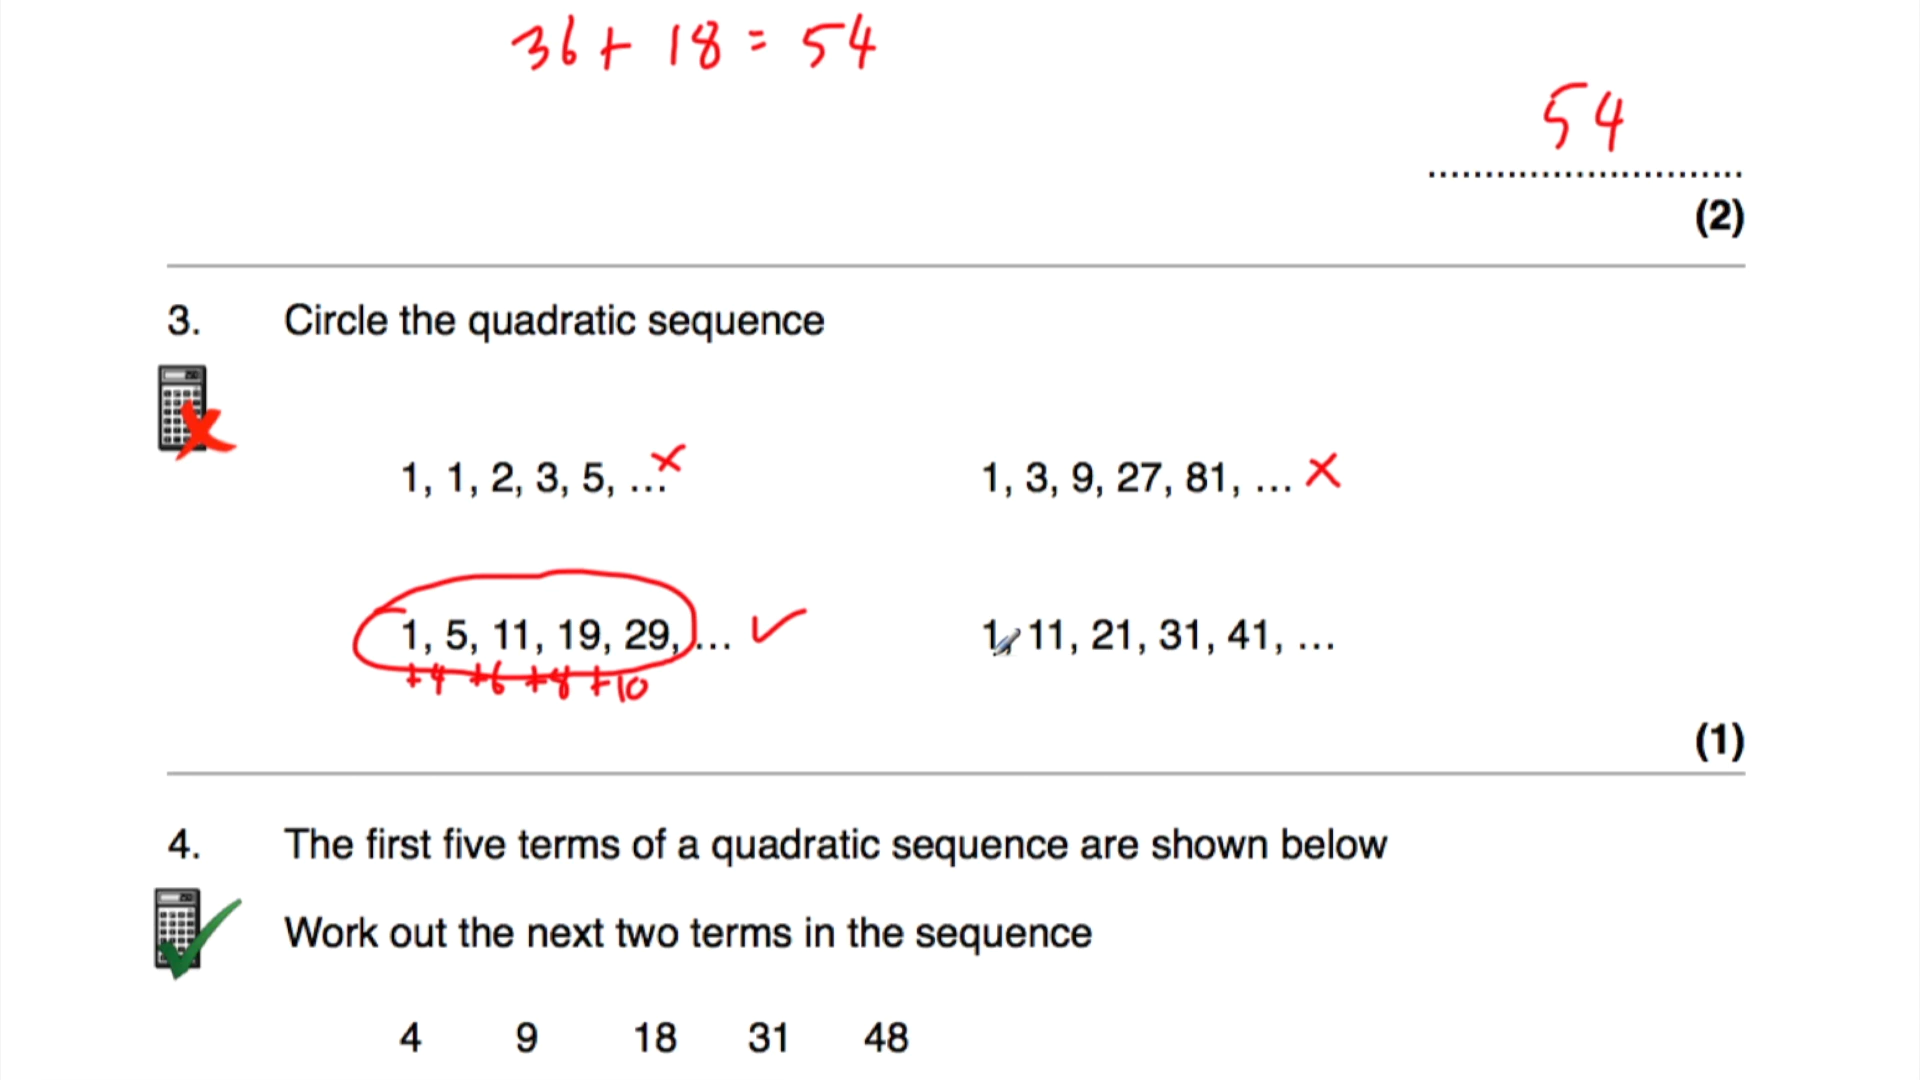 36 + 18 = 54
54
(2)
3. Circle the quadratic sequence
1, 1, 2, 3, 5, ... ×
1, 3, 9, 27, 81, ... ×
1, 5, 11, 19, 29, ... ✓
1, 11, 21, 31, 41, ...
+4 +6 +8 +10
(1)
4. The first five terms of a quadratic sequence are shown below
Work out the next two terms in the sequence
4 9 18 31 48